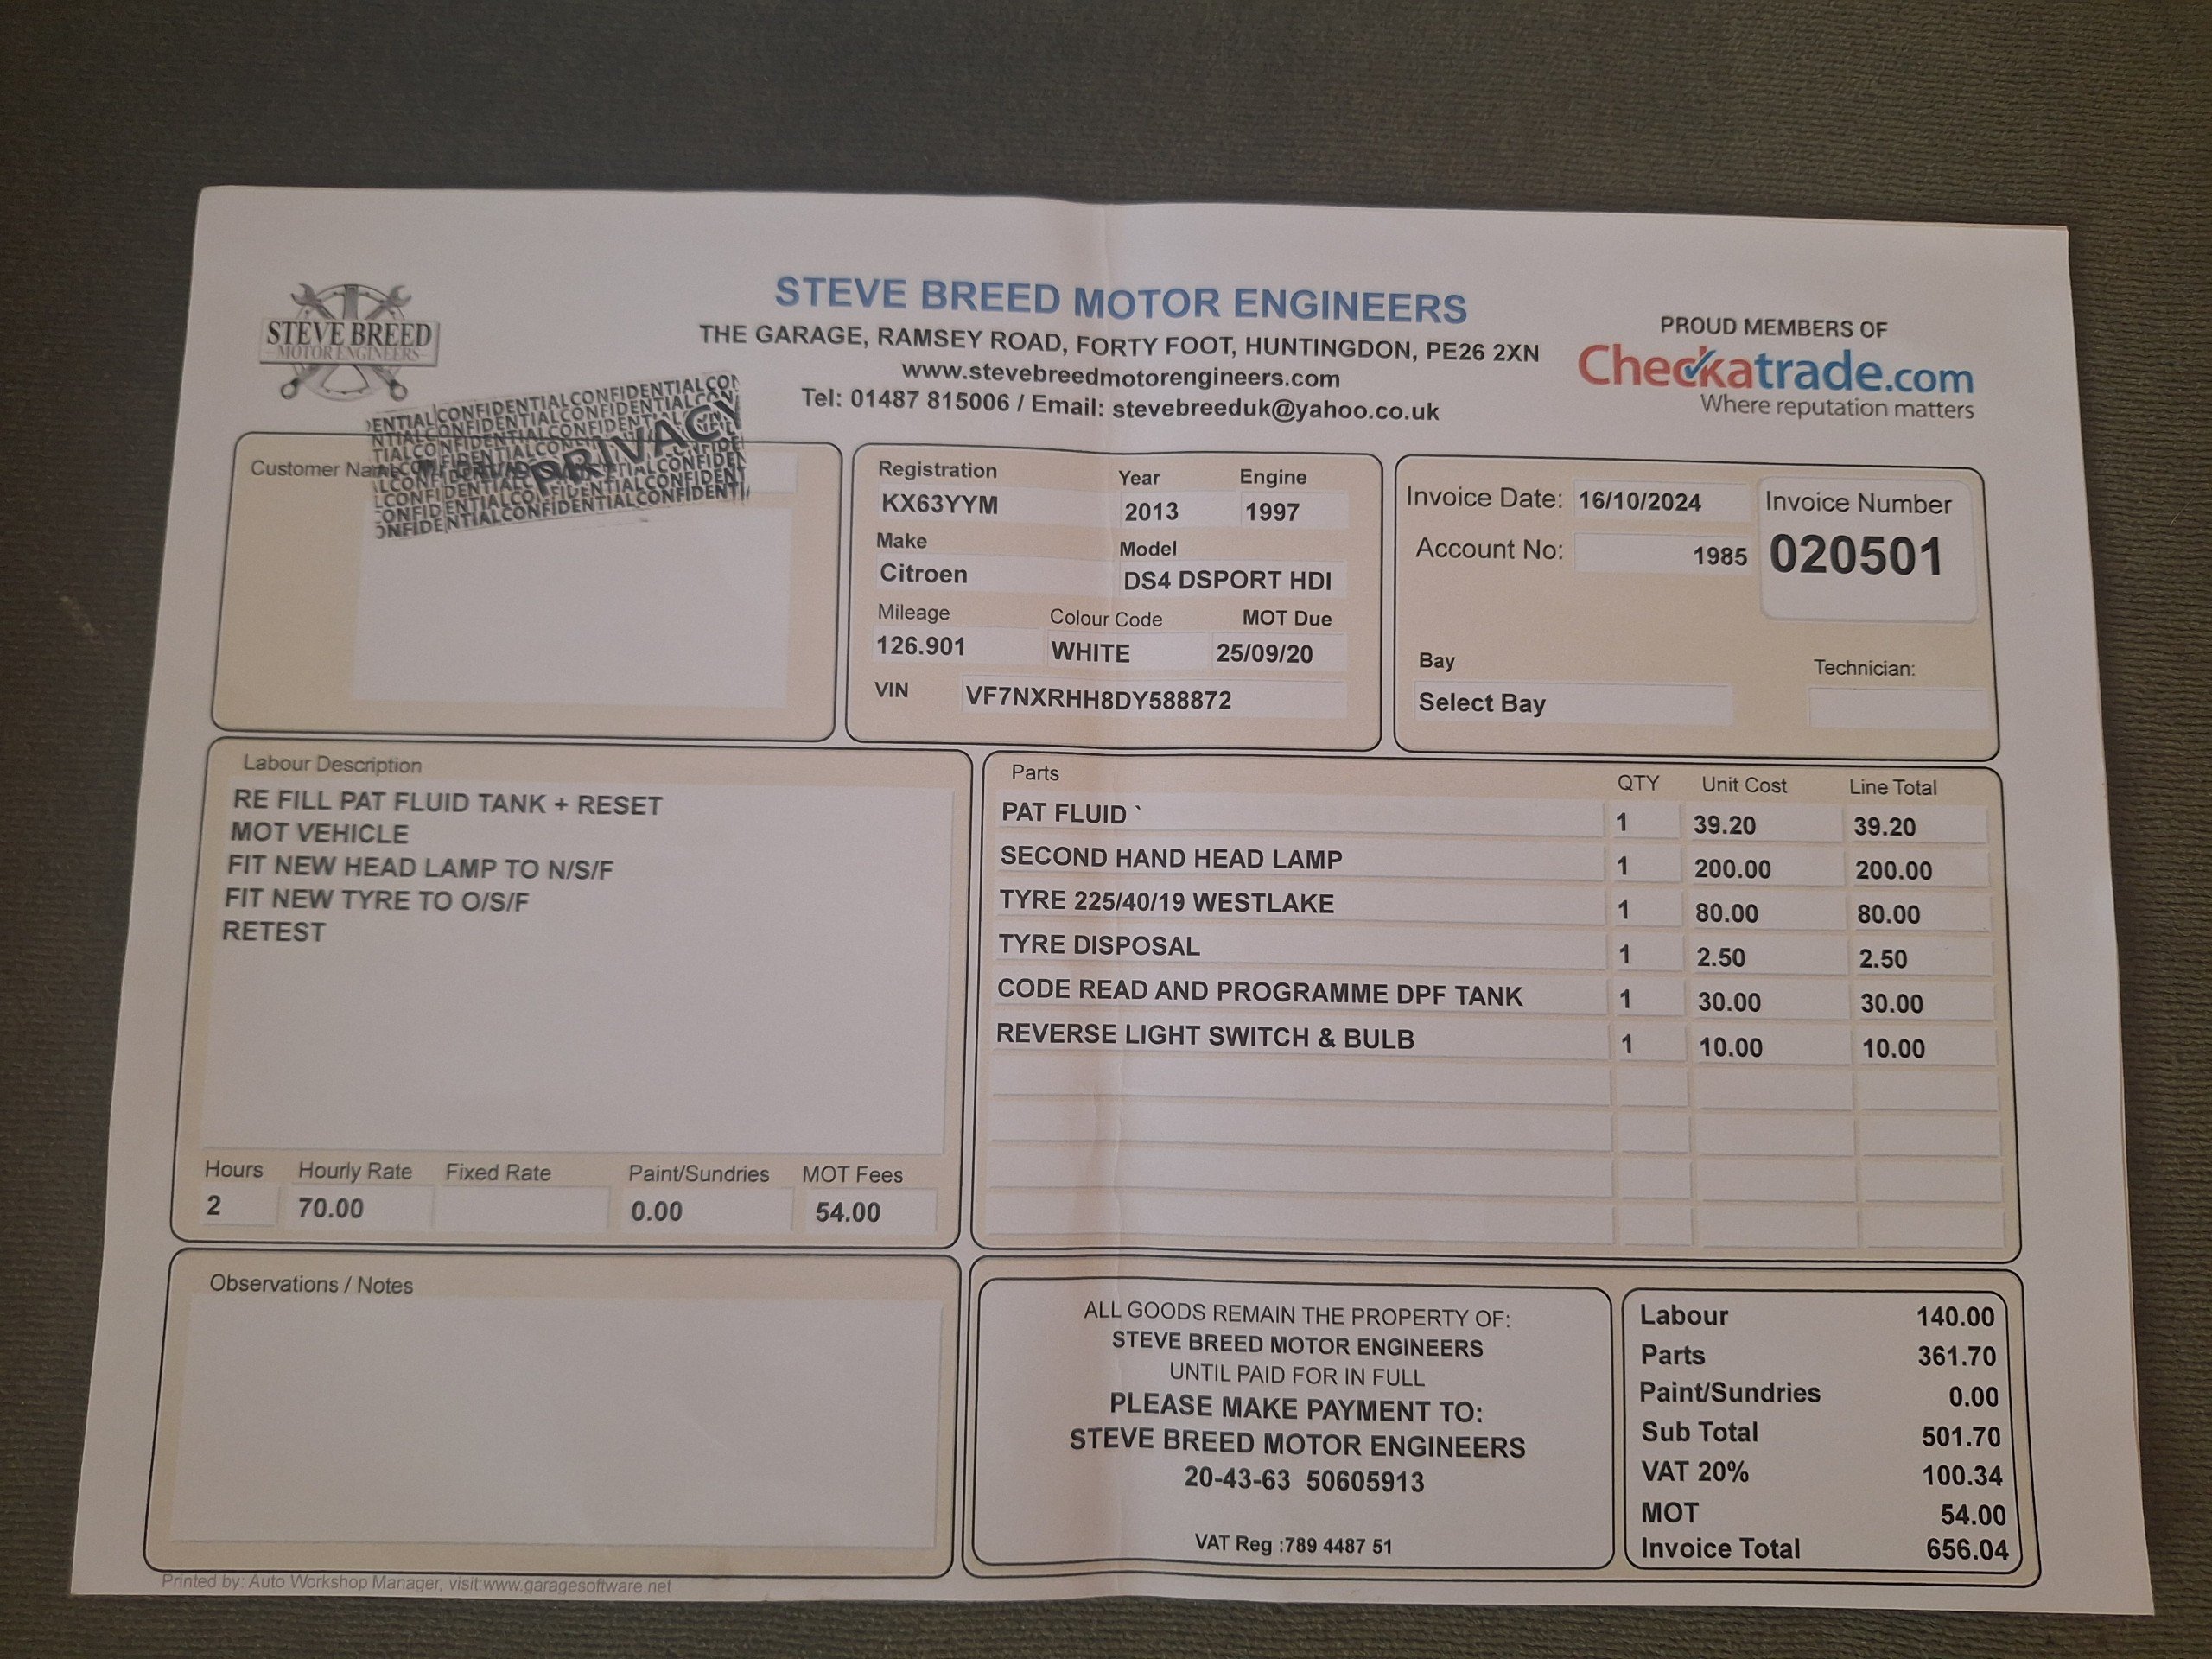 STEVE BREED
MOTOR ENGINEERS
STEVE BREED MOTOR ENGINEERS
THE GARAGE, RAMSEY ROAD, FORTY FOOT, HUNTINGDON, PE26 2XN
www.stevebreedmotorengineers.com
Tel: 01487 815006 / Email: stevebreeduk@yahoo.co.uk
PROUD MEMBERS OF
Checkatrade.com
Where reputation matters
Customer Name
PRIVACY
Registration Year Engine
KX63YYM 2013 1997
Make Model
Citroen DS4 DSPORT HDI
Mileage Colour Code MOT Due
126.901 WHITE 25/09/20
VIN VF7NXRHH8DY588872
Invoice Date: 16/10/2024
Account No: 1985
Invoice Number
020501
Bay Technician:
Select Bay
Labour Description
RE FILL PAT FLUID TANK + RESET
MOT VEHICLE
FIT NEW HEAD LAMP TO N/S/F
FIT NEW TYRE TO O/S/F
RETEST
Hours Hourly Rate Fixed Rate Paint/Sundries MOT Fees
2 70.00 0.00 54.00
Parts QTY Unit Cost Line Total
PAT FLUID ` 1 39.20 39.20
SECOND HAND HEAD LAMP 1 200.00 200.00
TYRE 225/40/19 WESTLAKE 1 80.00 80.00
TYRE DISPOSAL 1 2.50 2.50
CODE READ AND PROGRAMME DPF TANK 1 30.00 30.00
REVERSE LIGHT SWITCH & BULB 1 10.00 10.00
Observations / Notes
ALL GOODS REMAIN THE PROPERTY OF:
STEVE BREED MOTOR ENGINEERS
UNTIL PAID FOR IN FULL
PLEASE MAKE PAYMENT TO:
STEVE BREED MOTOR ENGINEERS
20-43-63 50605913
VAT Reg :789 4487 51
Labour 140.00
Parts 361.70
Paint/Sundries 0.00
Sub Total 501.70
VAT 20% 100.34
MOT 54.00
Invoice Total 656.04
Printed by: Auto Workshop Manager, visit:www.garagesoftware.net